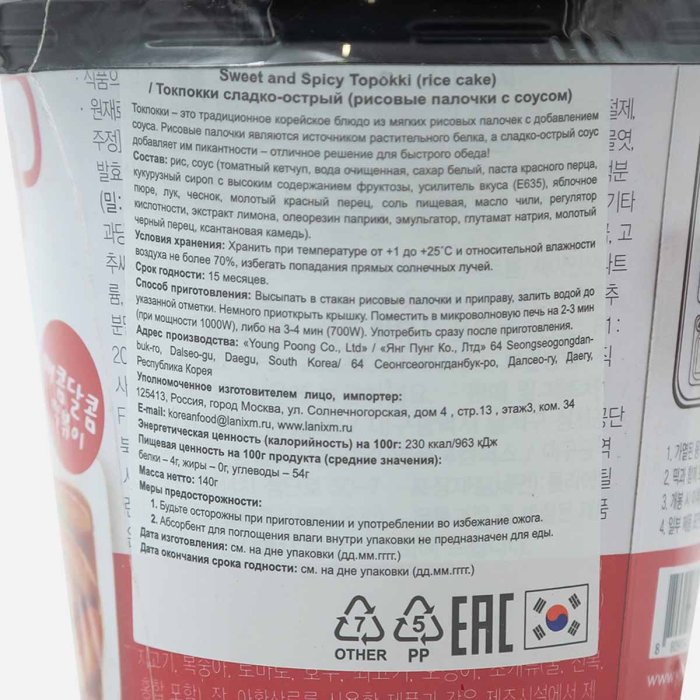 Sweet and Spicy Topokki (rice cake)
/ Токпокки сладко-острый (рисовые палочки с соусом)
Токпокки – это традиционное корейское блюдо из мягких рисовых палочек с добавлением
соуса. Рисовые палочки являются источником растительного белка, а сладко-острый соус
добавляет им пикантности – отличное решение для быстрого обеда!
Состав: рис, соус (томатный кетчуп, вода очищенная, сахар белый, паста красного перца,
кукурузный сироп с высоким содержанием фруктозы, усилитель вкуса (Е635), яблочное
пюре, лук, чеснок, молотый красный перец, соль пищевая, масло чили, регулятор
кислотности, экстракт лимона, олеорезин паприки, эмульгатор, глутамат натрия, молотый
черный перец, ксантановая камедь).
Условия хранения: Хранить при температуре от +1 до +25°C и относительной влажности
воздуха не более 70%, избегать попадания прямых солнечных лучей.
Срок годности: 15 месяцев.
Способ приготовления: Высыпать в стакан рисовые палочки и приправу, залить водой до
указанной отметки. Немного приоткрыть крышку. Поместить в микроволновую печь на 2-3 мин
(при мощности 1000W), либо на 3-4 мин (700W). Употребить сразу после приготовления.
Адрес производства: «Young Poong Co., Ltd» / «Янг Пунг Ко., Лтд» 64 Seongseogongdan-
buk-ro, Dalseo-gu, Daegu, South Korea/ 64 Сеонгсеогонгданбук-ро, Далсео-гу, Даегу,
Республика Корея
Уполномоченное изготовителем лицо, импортер:
125413, Россия, город Москва, ул. Солнечногорская, дом 4 , стр.13 , этаж3, ком. 34
E-mail: koreanfood@lanixm.ru, www.lanixm.ru
Энергетическая ценность (калорийность) на 100г: 230 ккал/963 кДж
Пищевая ценность на 100г продукта (средние значения):
белки – 4г, жиры – 0г, углеводы – 54г
Масса нетто: 140г
Меры предосторожности:
1. Будьте осторожны при приготовлении и употреблении во избежание ожога.
2. Абсорбент для поглощения влаги внутри упаковки не предназначен для еды.
Дата изготовления: см. на дне упаковки (дд.мм.гггг.)
Дата окончания срока годности: см. на дне упаковки (дд.мм.гггг.)
7
OTHER
5
PP
EAC